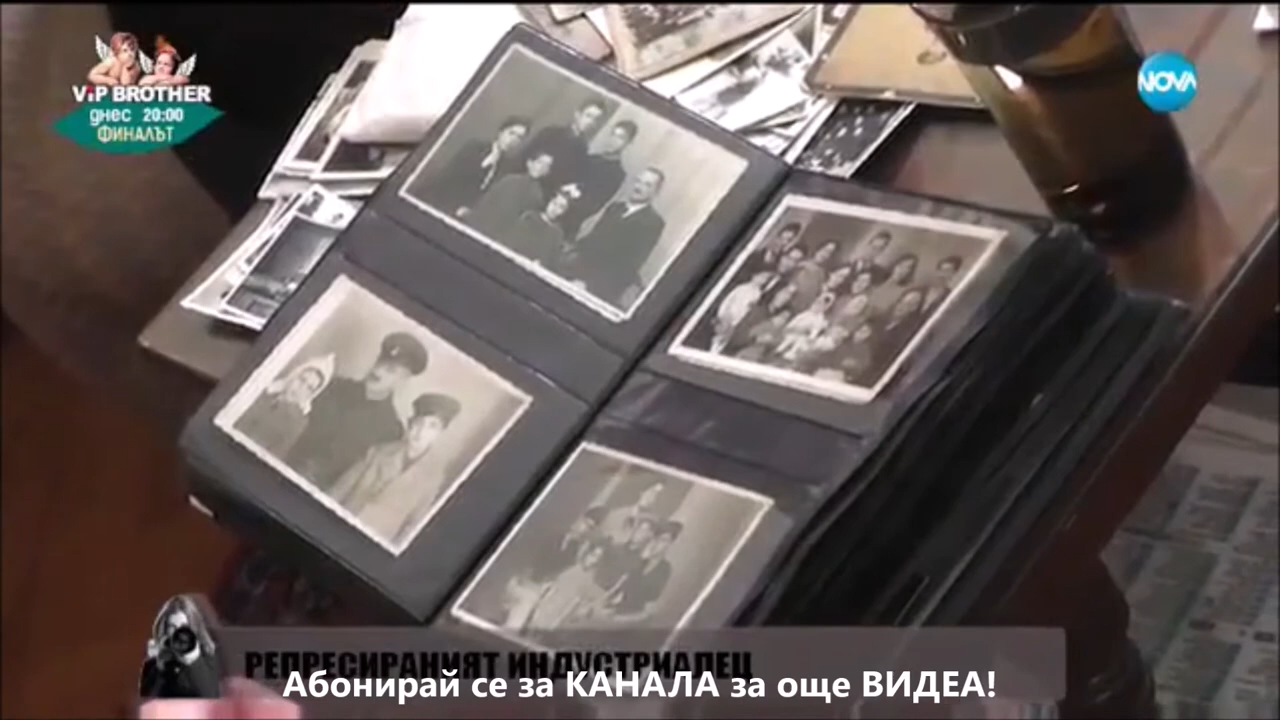 ViP BROTHER
днес 20:00
ФИНАЛЪТ
NOVA
РЕПРЕСИРАНИЯТ ИНДУСТРИАЛЕЦ
Абонирай се за КАНАЛА за още ВИДЕА!